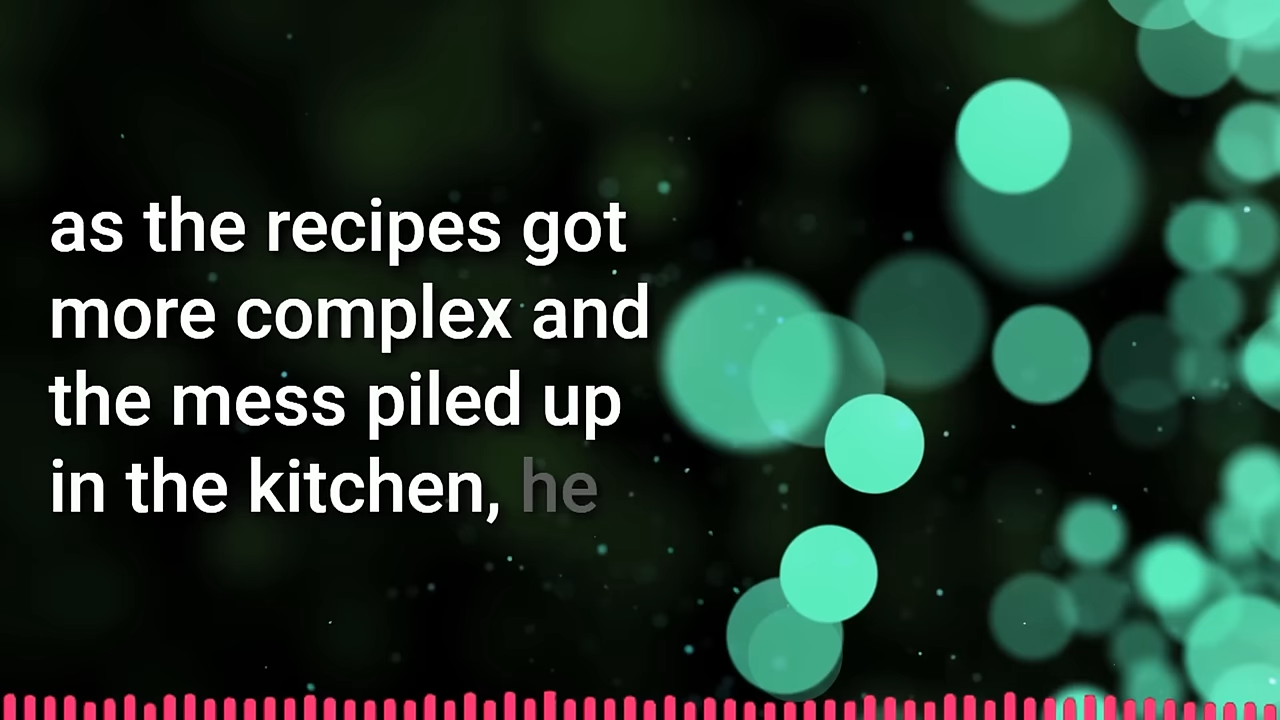 as the recipes got
more complex and
the mess piled up
in the kitchen, he